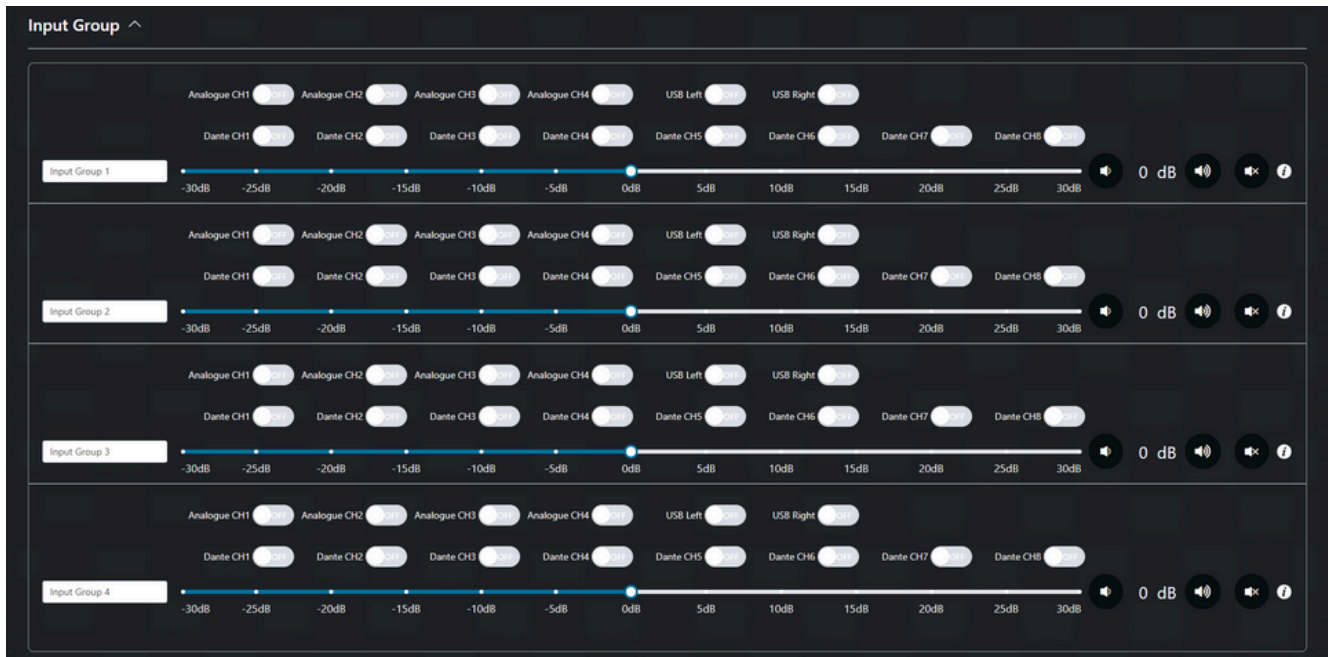 Input Group
Analogue CH1 OFF Analogue CH2 OFF Analogue CH3 OFF Analogue CH4 OFF USB Left OFF USB Right OFF
Dante CH1 OFF Dante CH2 OFF Dante CH3 OFF Dante CH4 OFF Dante CH5 OFF Dante CH6 OFF Dante CH7 OFF Dante CH8 OFF
Input Group 1 0 dB i
-30dB -25dB -20dB -15dB -10dB -5dB 0dB 5dB 10dB 15dB 20dB 25dB 30dB
Analogue CH1 OFF Analogue CH2 OFF Analogue CH3 OFF Analogue CH4 OFF USB Left OFF USB Right OFF
Dante CH1 OFF Dante CH2 OFF Dante CH3 OFF Dante CH4 OFF Dante CH5 OFF Dante CH6 OFF Dante CH7 OFF Dante CH8 OFF
Input Group 2 0 dB i
-30dB -25dB -20dB -15dB -10dB -5dB 0dB 5dB 10dB 15dB 20dB 25dB 30dB
Analogue CH1 OFF Analogue CH2 OFF Analogue CH3 OFF Analogue CH4 OFF USB Left OFF USB Right OFF
Dante CH1 OFF Dante CH2 OFF Dante CH3 OFF Dante CH4 OFF Dante CH5 OFF Dante CH6 OFF Dante CH7 OFF Dante CH8 OFF
Input Group 3 0 dB i
-30dB -25dB -20dB -15dB -10dB -5dB 0dB 5dB 10dB 15dB 20dB 25dB 30dB
Analogue CH1 OFF Analogue CH2 OFF Analogue CH3 OFF Analogue CH4 OFF USB Left OFF USB Right OFF
Dante CH1 OFF Dante CH2 OFF Dante CH3 OFF Dante CH4 OFF Dante CH5 OFF Dante CH6 OFF Dante CH7 OFF Dante CH8 OFF
Input Group 4 0 dB i
-30dB -25dB -20dB -15dB -10dB -5dB 0dB 5dB 10dB 15dB 20dB 25dB 30dB